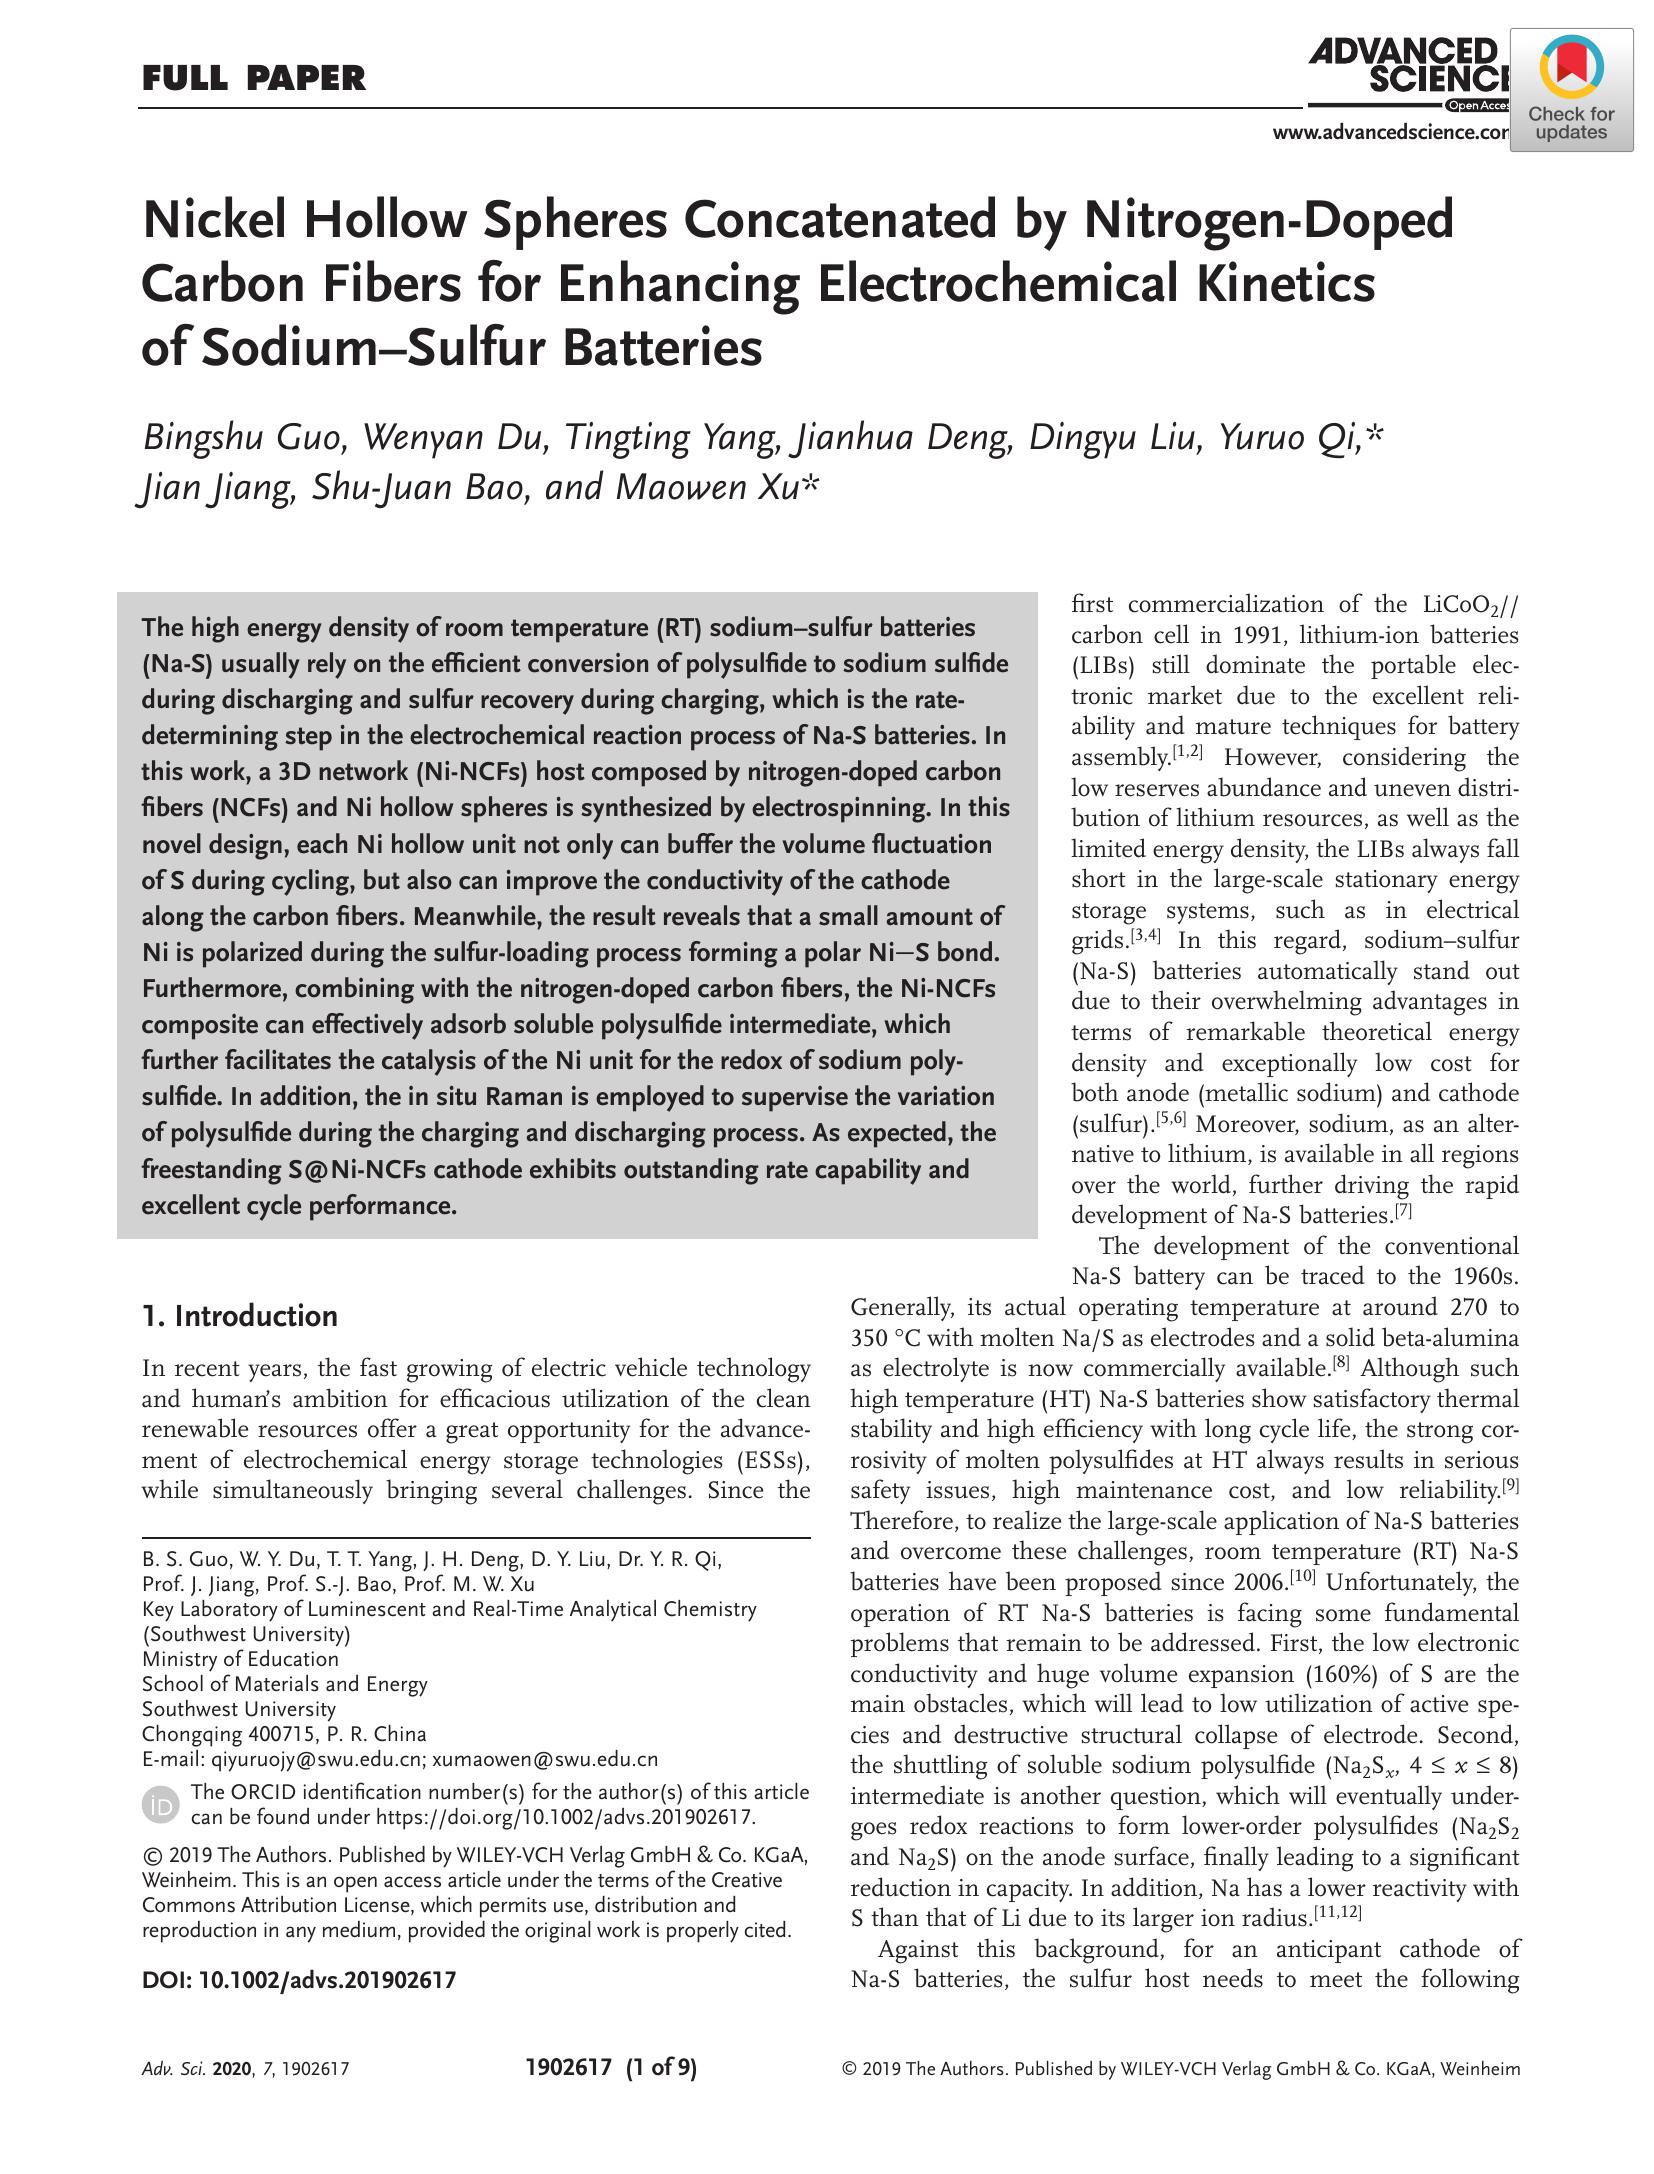 FULL PAPER
ADVANCED
SCIENCE
Open Acces
www.advancedscience.com
Check for
updates
Nickel Hollow Spheres Concatenated by Nitrogen-Doped
Carbon Fibers for Enhancing Electrochemical Kinetics
of Sodium–Sulfur Batteries
Bingshu Guo, Wenyan Du, Tingting Yang, Jianhua Deng, Dingyu Liu, Yuruo Qi,*
Jian Jiang, Shu-Juan Bao, and Maowen Xu*
The high energy density of room temperature (RT) sodium–sulfur batteries
(Na-S) usually rely on the efficient conversion of polysulfide to sodium sulfide
during discharging and sulfur recovery during charging, which is the rate-
determining step in the electrochemical reaction process of Na-S batteries. In
this work, a 3D network (Ni-NCFs) host composed by nitrogen-doped carbon
fibers (NCFs) and Ni hollow spheres is synthesized by electrospinning. In this
novel design, each Ni hollow unit not only can buffer the volume fluctuation
of S during cycling, but also can improve the conductivity of the cathode
along the carbon fibers. Meanwhile, the result reveals that a small amount of
Ni is polarized during the sulfur-loading process forming a polar Ni—S bond.
Furthermore, combining with the nitrogen-doped carbon fibers, the Ni-NCFs
composite can effectively adsorb soluble polysulfide intermediate, which
further facilitates the catalysis of the Ni unit for the redox of sodium poly-
sulfide. In addition, the in situ Raman is employed to supervise the variation
of polysulfide during the charging and discharging process. As expected, the
freestanding S@Ni-NCFs cathode exhibits outstanding rate capability and
excellent cycle performance.
1. Introduction
In recent years, the fast growing of electric vehicle technology
and human's ambition for efficacious utilization of the clean
renewable resources offer a great opportunity for the advance-
ment of electrochemical energy storage technologies (ESSs),
while simultaneously bringing several challenges. Since the
first commercialization of the LiCoO₂//
carbon cell in 1991, lithium-ion batteries
(LIBs) still dominate the portable elec-
tronic market due to the excellent reli-
ability and mature techniques for battery
assembly.[1,2] However, considering the
low reserves abundance and uneven distri-
bution of lithium resources, as well as the
limited energy density, the LIBs always fall
short in the large-scale stationary energy
storage systems, such as in electrical
grids.[3,4] In this regard, sodium–sulfur
(Na-S) batteries automatically stand out
due to their overwhelming advantages in
terms of remarkable theoretical energy
density and exceptionally low cost for
both anode (metallic sodium) and cathode
(sulfur).[5,6] Moreover, sodium, as an alter-
native to lithium, is available in all regions
over the world, further driving the rapid
development of Na-S batteries.[7]
The development of the conventional
Na-S battery can be traced to the 1960s.
Generally, its actual operating temperature at around 270 to
350 °C with molten Na/S as electrodes and a solid beta-alumina
as electrolyte is now commercially available.[8] Although such
high temperature (HT) Na-S batteries show satisfactory thermal
stability and high efficiency with long cycle life, the strong cor-
rosivity of molten polysulfides at HT always results in serious
safety issues, high maintenance cost, and low reliability.[9]
Therefore, to realize the large-scale application of Na-S batteries
and overcome these challenges, room temperature (RT) Na-S
batteries have been proposed since 2006.[10] Unfortunately, the
operation of RT Na-S batteries is facing some fundamental
problems that remain to be addressed. First, the low electronic
conductivity and huge volume expansion (160%) of S are the
main obstacles, which will lead to low utilization of active spe-
cies and destructive structural collapse of electrode. Second,
the shuttling of soluble sodium polysulfide (Na₂Sₓ, 4 ≤ x ≤ 8)
intermediate is another question, which will eventually under-
goes redox reactions to form lower-order polysulfides (Na₂S₂
and Na₂S) on the anode surface, finally leading to a significant
reduction in capacity. In addition, Na has a lower reactivity with
S than that of Li due to its larger ion radius.[11,12]
Against this background, for an anticipant cathode of
Na-S batteries, the sulfur host needs to meet the following
B. S. Guo, W. Y. Du, T. T. Yang, J. H. Deng, D. Y. Liu, Dr. Y. R. Qi,
Prof. J. Jiang, Prof. S.-J. Bao, Prof. M. W. Xu
Key Laboratory of Luminescent and Real-Time Analytical Chemistry
(Southwest University)
Ministry of Education
School of Materials and Energy
Southwest University
Chongqing 400715, P. R. China
E-mail: qiyuruojy@swu.edu.cn; xumaowen@swu.edu.cn
iD
The ORCID identification number(s) for the author(s) of this article
can be found under https://doi.org/10.1002/advs.201902617.
© 2019 The Authors. Published by WILEY-VCH Verlag GmbH & Co. KGaA,
Weinheim. This is an open access article under the terms of the Creative
Commons Attribution License, which permits use, distribution and
reproduction in any medium, provided the original work is properly cited.
DOI: 10.1002/advs.201902617
Adv. Sci. 2020, 7, 1902617
1902617 (1 of 9)
© 2019 The Authors. Published by WILEY-VCH Verlag GmbH & Co. KGaA, Weinheim